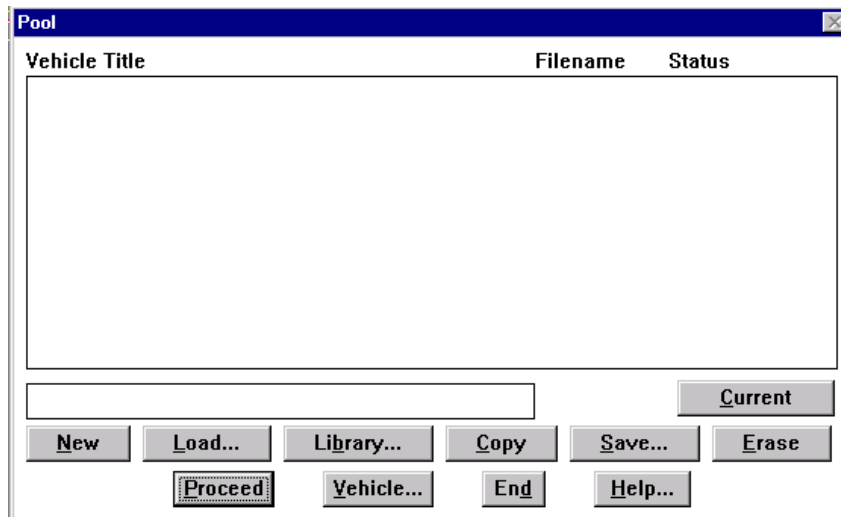 Pool
Vehicle Title Filename Status
Current
New Load... Library... Copy Save... Erase
Proceed Vehicle... End Help...